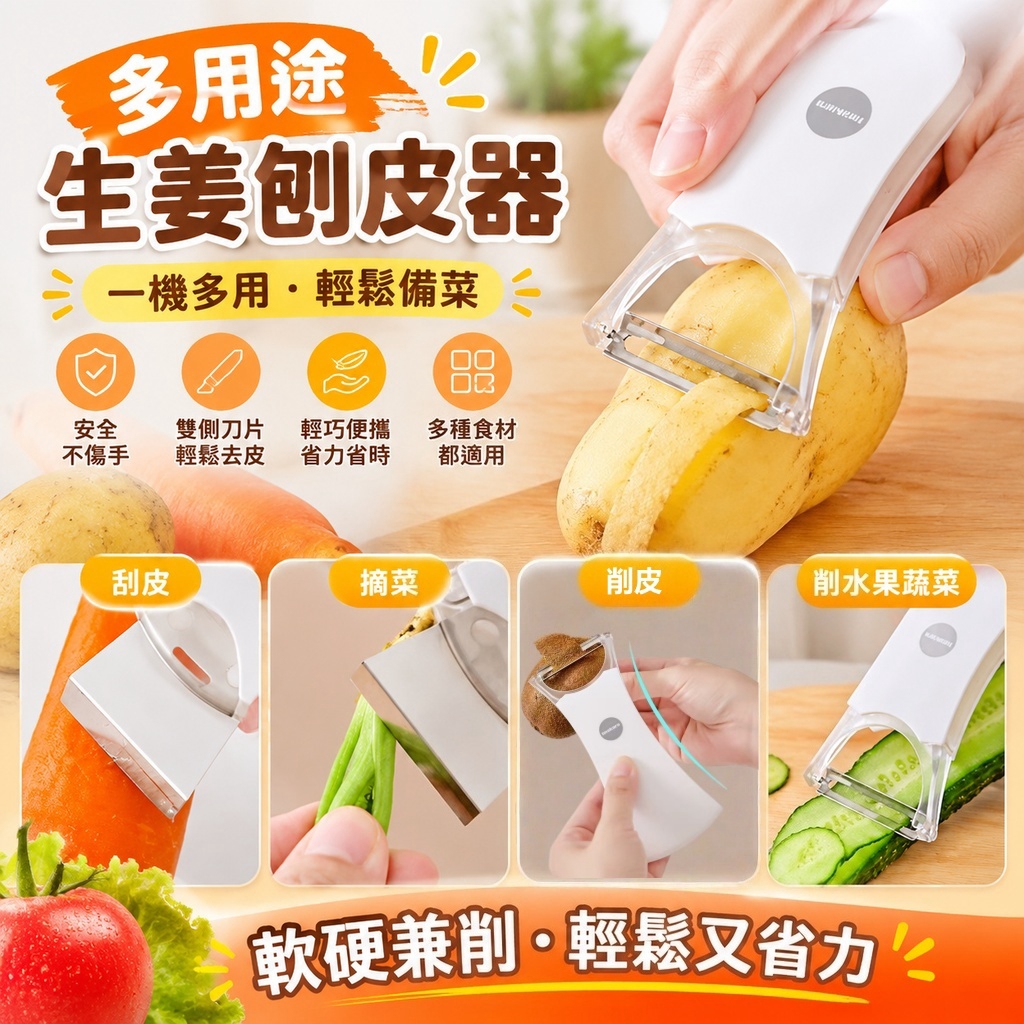 多用途
生姜刨皮器
一機多用·輕鬆備菜
安全
不傷手
雙側刀片
輕鬆去皮
輕巧便攜
省力省時
多種食材
都適用
刮皮
摘菜
削皮
削水果蔬菜
軟硬兼削·輕鬆又省力